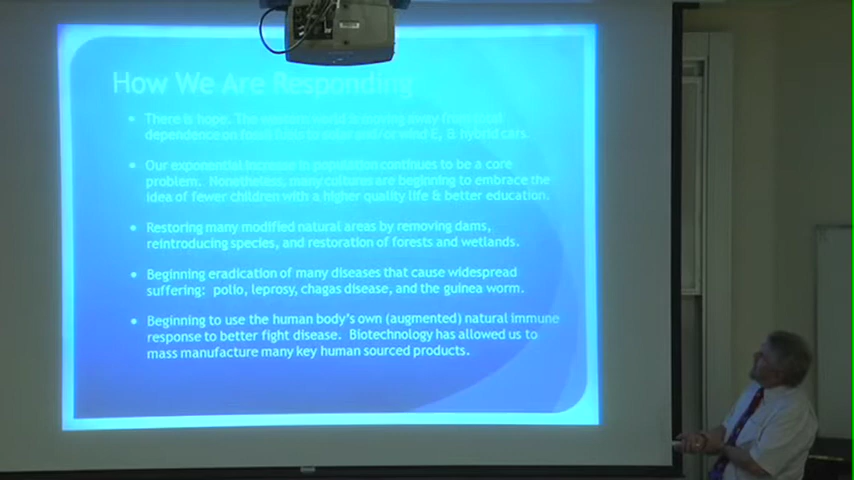 How We Are Responding
• There is hope. The western world is moving away from total
dependence on fossil fuels to solar and/or wind E, & hybrid cars.
• Our exponential increase in population continues to be a core
problem. Nonetheless, many cultures are beginning to embrace the
idea of fewer children with a higher quality life & better education.
• Restoring many modified natural areas by removing dams,
reintroducing species, and restoration of forests and wetlands.
• Beginning eradication of many diseases that cause widespread
suffering: polio, leprosy, chagas disease, and the guinea worm.
• Beginning to use the human body's own (augmented) natural immune
response to better fight disease. Biotechnology has allowed us to
mass manufacture many key human sourced products.